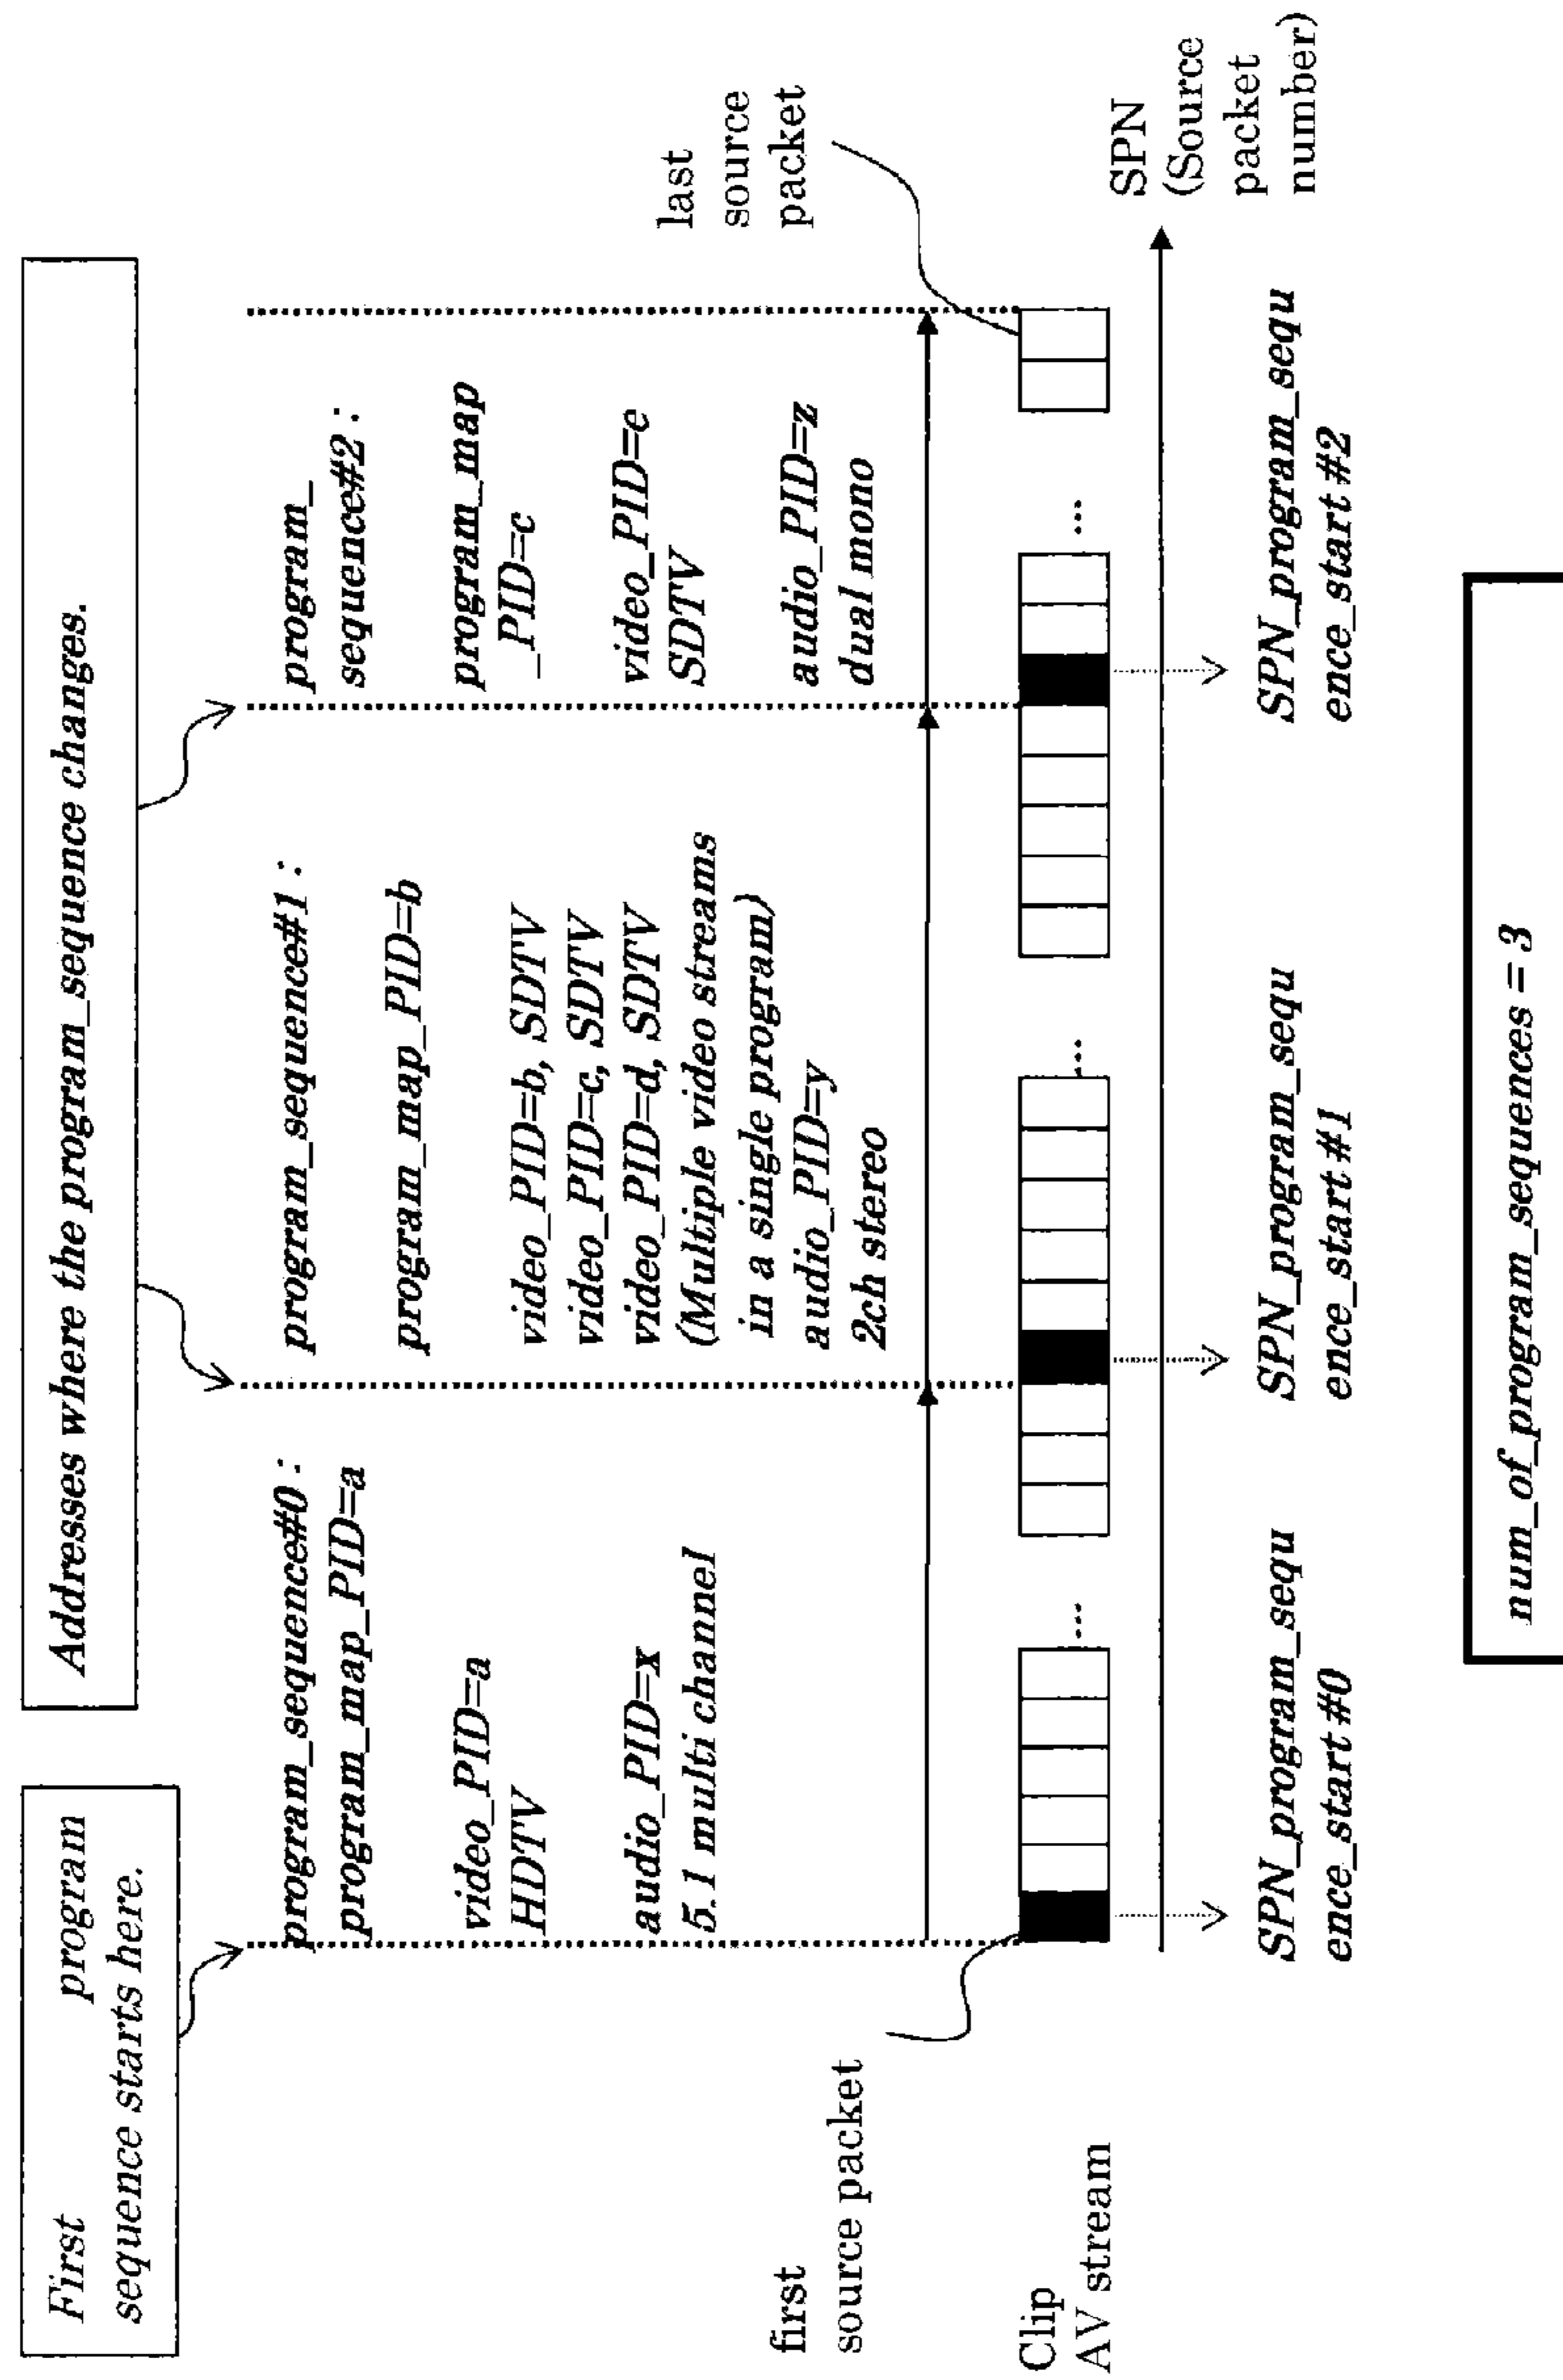 First program
sequence starts here.
Addresses where the program_sequence changes.
program_sequence#0:
program_map_PID=a
video_PID=a
HDTV
audio_PID=x
5.1 multi channel
program_sequence#1:
program_map_PID=b
video_PID=b, SDTV
video_PID=c, SDTV
video_PID=d, SDTV
(Multiple video streams
in a single program)
audio_PID=y
2ch stereo
program_
sequence#2:
program_map
_PID=c
video_PID=e
SDTV
audio_PID=z
dual mono
first
source packet
last
source
packet
Clip
AV stream
...
...
...
SPN
(Source
packet
number)
SPN_program_sequ
ence_start#0
SPN_program_sequ
ence_start#1
SPN_program_sequ
ence_start#2
num_of_program_sequences = 3